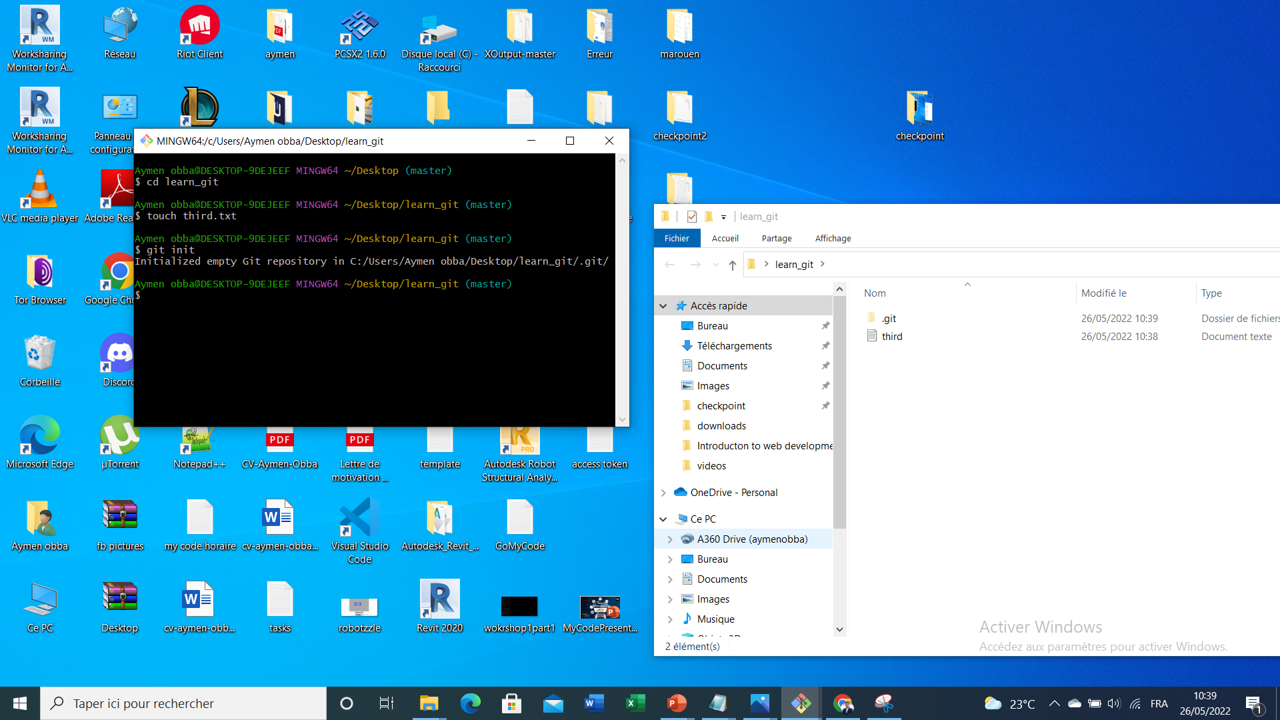 Worksharing
Monitor for A...
Réseau
Riot Client
aymen
PCSX2 1.6.0
Disque local (C) -
Raccourci
XOutput-master
Erreur
marouen
Worksharing
Monitor for A...
Panneau
configurat
checkpoint2
checkpoint
MINGW64:/c/Users/Aymen obba/Desktop/learn_git
Aymen obba@DESKTOP-9DEJEEF MINGW64 ~/Desktop (master)
$ cd learn_git
Aymen obba@DESKTOP-9DEJEEF MINGW64 ~/Desktop/learn_git (master)
$ touch third.txt
Aymen obba@DESKTOP-9DEJEEF MINGW64 ~/Desktop/learn_git (master)
$ git init
Initialized empty Git repository in C:/Users/Aymen obba/Desktop/learn_git/.git/
Aymen obba@DESKTOP-9DEJEEF MINGW64 ~/Desktop/learn_git (master)
$
VLC media player
Adobe Rea
Tor Browser
Google Chr
Corbeille
Discord
Microsoft Edge
µTorrent
Notepad++
PDF
CV-Aymen-Obba
PDF
Lettre de
motivation ...
template
PRO
Autodesk Robot
Structural Analy...
access token
Aymen obba
fb pictures
my code horaire
cv-aymen-obba...
Visual Studio
Code
Autodesk_Revit_...
GoMyCode
Ce PC
Desktop
cv-aymen-obb...
tasks
robotzzle
Revit 2020
wokrshop1part1
MyCodePresent...
learn_git
Fichier
Accueil
Partage
Affichage
learn_git
Nom
Modifié le
Type
.git
26/05/2022 10:39
Dossier de fichiers
third
26/05/2022 10:38
Document texte
Accès rapide
Bureau
Téléchargements
Documents
Images
checkpoint
downloads
Introducton to web developme
videos
OneDrive - Personal
Ce PC
A360 Drive (aymenobba)
Bureau
Documents
Images
Musique
2 élément(s)
Activer Windows
Accédez aux paramètres pour activer Windows.
Taper ici pour rechercher
23°C
FRA
10:39
26/05/2022
1